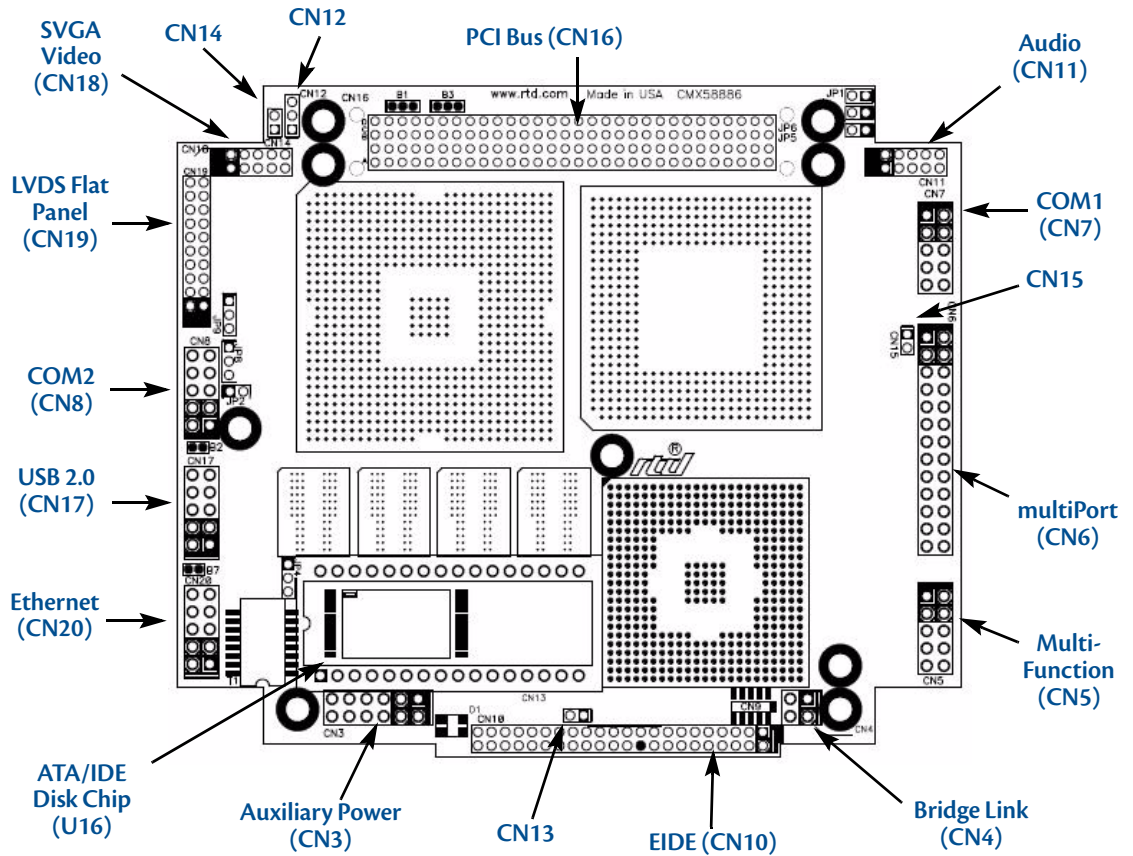 CN12
SVGA
Video
(CN18)
CN14
PCI Bus (CN16)
Audio
(CN11)
CN12
CN16
B1
B3
www.rtd.com Made in USA CMX58886
JP1
JP6
JP5
CN14
CN18
CN19
CN11
CN7
LVDS Flat
Panel
(CN19)
COM1
(CN7)
CN15
CN6
CN15
JP9
CN8
JP8
JP2
COM2
(CN8)
B2
CN17
rtd ®
USB 2.0
(CN17)
multiPort
(CN6)
B7
CN20
JP4
Ethernet
(CN20)
T1
Multi-
Function
(CN5)
CN5
CN13
CN3
D1
CN10
CN9
CN4
ATA/IDE
Disk Chip
(U16)
Auxiliary Power
(CN3)
CN13
EIDE (CN10)
Bridge Link
(CN4)